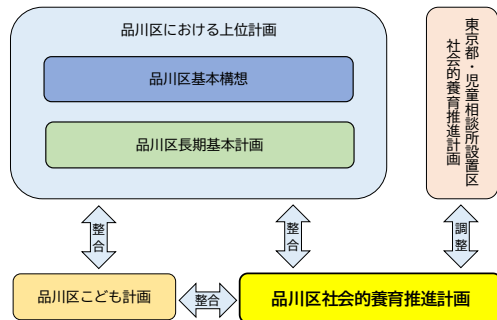 品川区における上位計画
品川区基本構想
品川区長期基本計画
東京都・児童相談所設置区
社会的養育推進計画
整合
整合
調整
品川区こども計画
整合
品川区社会的養育推進計画